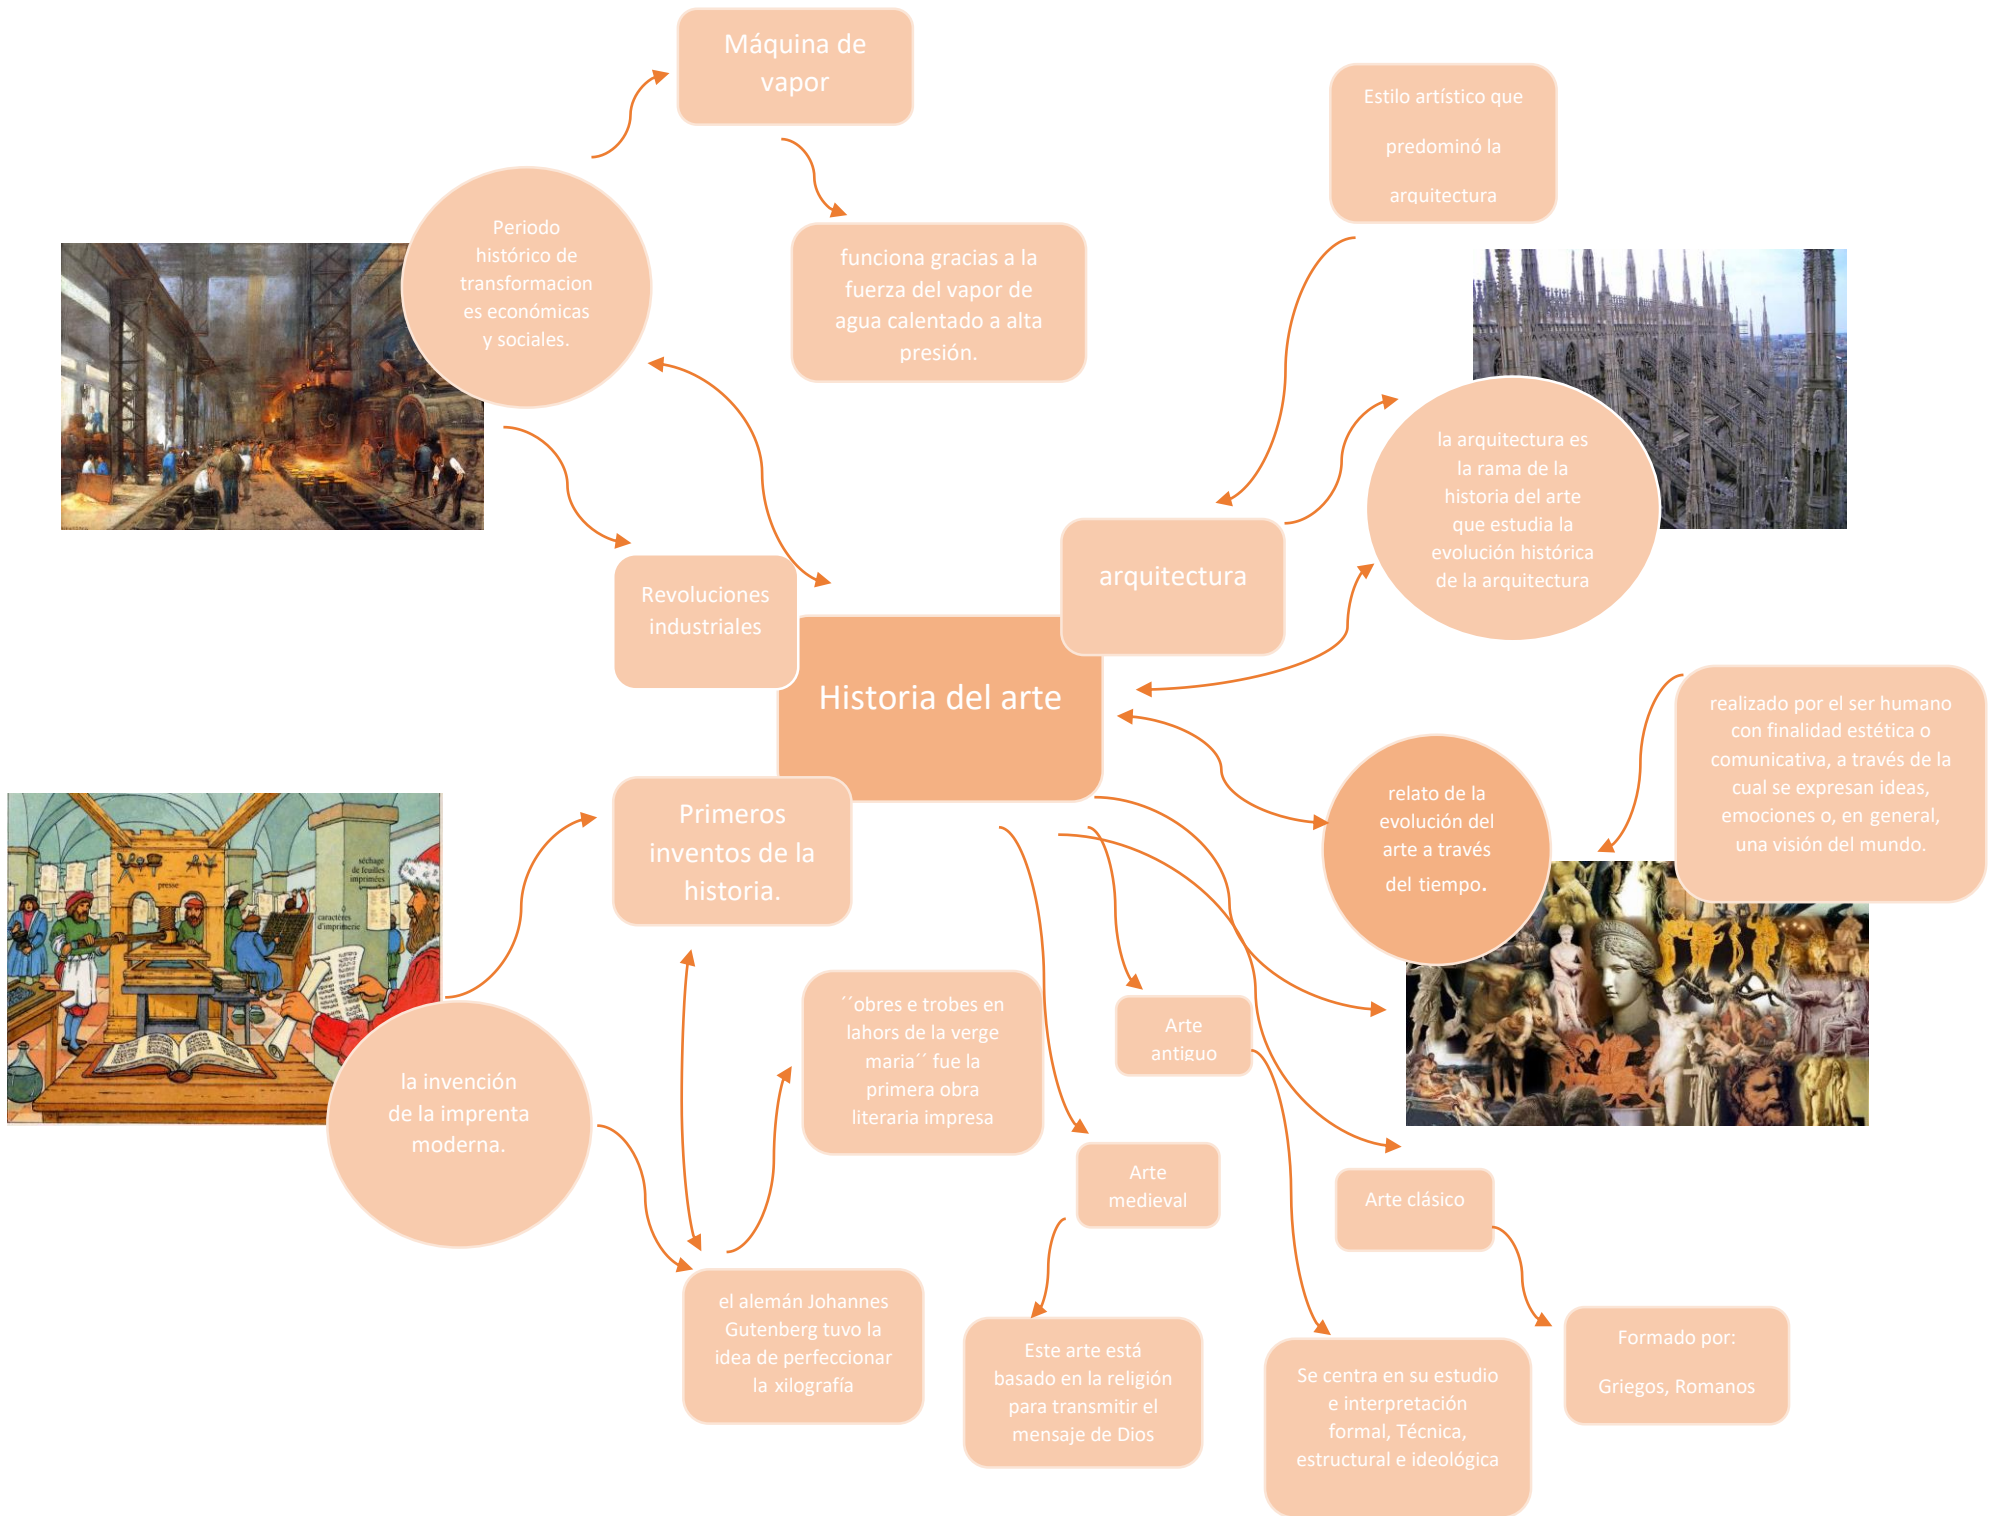 Máquina de
vapor
Estilo artístico que
predominó la
arquitectura
Periodo
histórico de
transformacion
es económicas
y sociales.
funciona gracias a la
fuerza del vapor de
agua calentado a alta
presión.
la arquitectura es
la rama de la
historia del arte
que estudia la
evolución histórica
de la arquitectura
arquitectura
Revoluciones
industriales
Historia del arte
realizado por el ser humano
con finalidad estética o
comunicativa, a través de la
cual se expresan ideas,
emociones o, en general,
una visión del mundo.
relato de la
evolución del
arte a través
del tiempo.
Primeros
inventos de la
historia.
presse
séchage
de feuilles
imprimées
caractères
d'imprimerie
´´obres e trobes en
lahors de la verge
maria´´ fue la
primera obra
literaria impresa
Arte
antiguo
la invención
de la imprenta
moderna.
Arte
medieval
Arte clásico
el alemán Johannes
Gutenberg tuvo la
idea de perfeccionar
la xilografía
Este arte está
basado en la religión
para transmitir el
mensaje de Dios
Se centra en su estudio
e interpretación
formal, Técnica,
estructural e ideológica
Formado por:
Griegos, Romanos